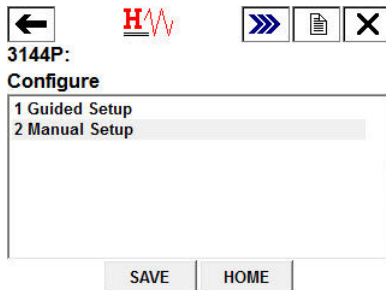 H
3144P:
Configure
1 Guided Setup
2 Manual Setup
SAVE HOME